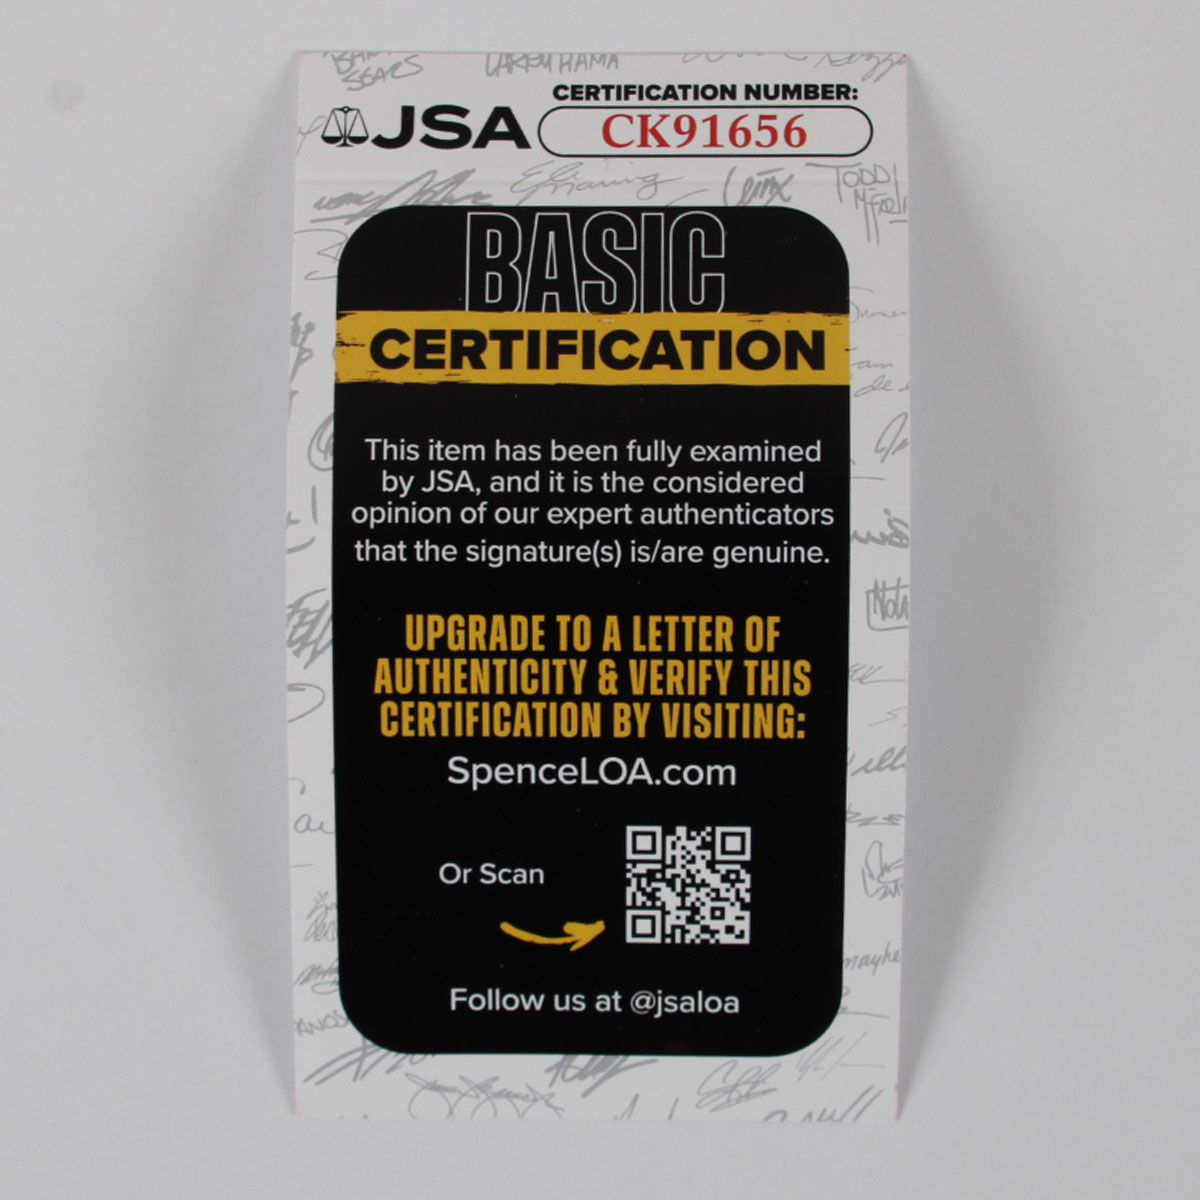 LARRY HAMA
CERTIFICATION NUMBER:
JSA CK91656
BASIC
CERTIFICATION
This item has been fully examined
by JSA, and it is the considered
opinion of our expert authenticators
that the signature(s) is/are genuine.
UPGRADE TO A LETTER OF
AUTHENTICITY & VERIFY THIS
CERTIFICATION BY VISITING:
SpenceLOA.com
Or Scan
Follow us at @jsaloa